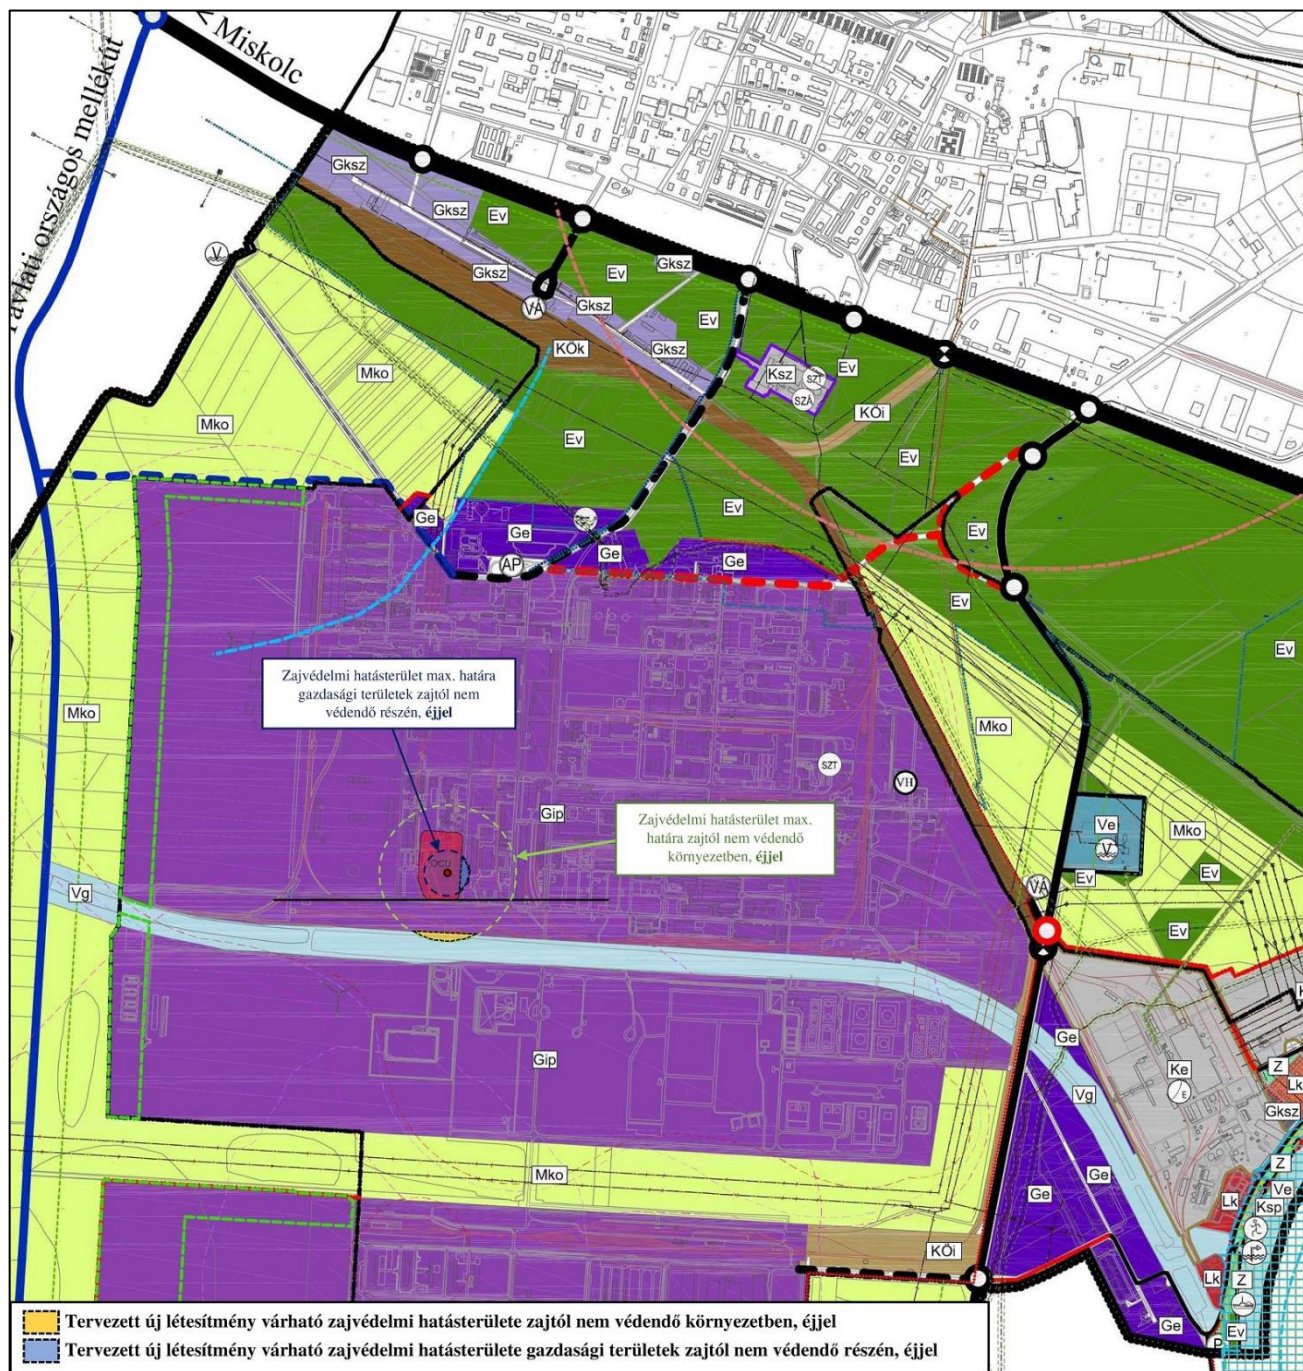 < Miskolc
Távlati országos mellékút
Gksz
Gksz
Ev
Gksz
Ev
Gksz
Gksz
VÁ
Ev
Gksz
KÖk
Ksz
SZT
SZÁ
Ev
KÖi
Mko
Mko
Ev
Ev
Ev
Ev
Ge
Ge
Ge
Ge
AP
Ev
Ev
Zajvédelmi hatásterület max. határa
gazdasági területek zajtól nem
védendő részén, éjjel
Mko
Mko
Mko
SZT
VH
Gip
Zajvédelmi hatásterület max.
határa zajtól nem védendő
környezetben, éjjel
OCU
Ve
V
Mko
Ev
Ev
Ev
VÁ
Vg
Gip
Ge
Vg
Ke
E
Z
Lk
Gksz
Mko
Ge
Ge
Z
Ve
Lk
Ksp
KÖi
Lk
Z
Ge
Ev
P
V
Tervezett új létesítmény várható zajvédelmi hatásterülete zajtól nem védendő környezetben, éjjel
Tervezett új létesítmény várható zajvédelmi hatásterülete gazdasági területek zajtól nem védendő részén, éjjel